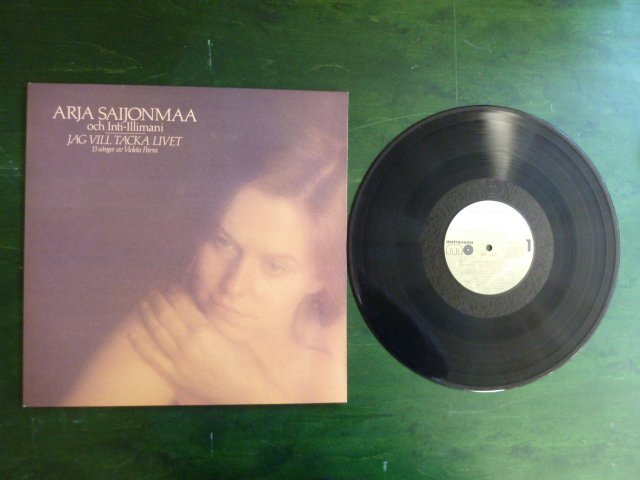 ARJA SAIJONMAA
och Inti-Illimani
JAG VILL TACKA LIVET
13 sånger av Violeta Parra
metronome
1